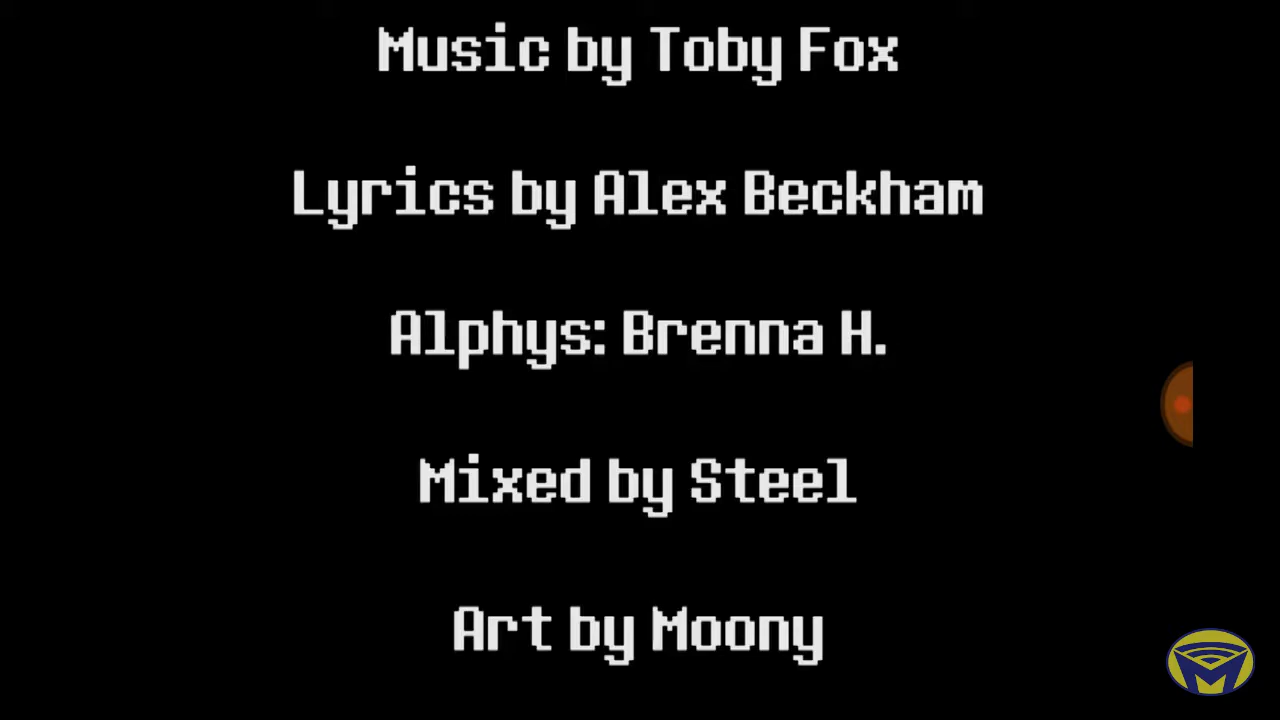 Music by Toby Fox
Lyrics by Alex Beckham
Alphys: Brenna H.
Mixed by Steel
Art by Moony